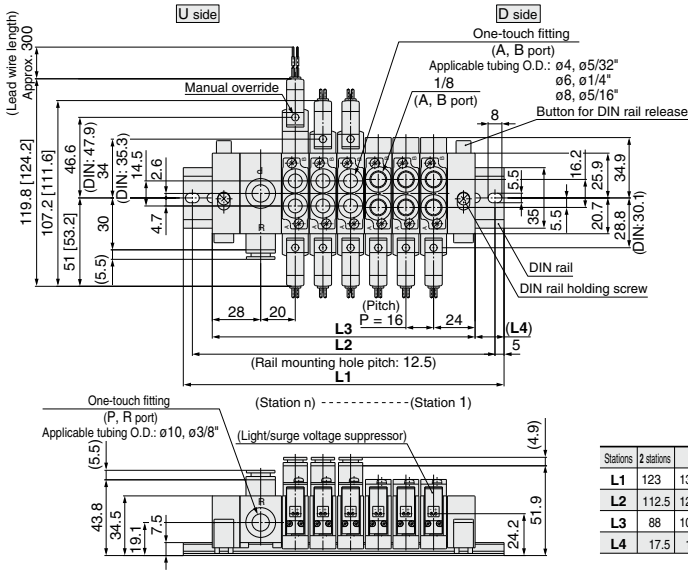 U side
D side
One-touch fitting
(A, B port)
Applicable tubing O.D.: ø4, ø5/32"
ø6, ø1/4"
ø8, ø5/16"
1/8
(A, B port)
Manual override
Button for DIN rail release
(Lead wire length)
Approx. 300
119.8 [124.2]
107.2 [111.6]
51 [53.2]
46.6
(DIN: 47.9)
34
(DIN: 35.3)
14.5
2.6
4.7
30
(5.5)
P
R
8
5.5
35
5.5
16.2
25.9
20.7
34.9
28.8
(DIN:30.1)
DIN rail
DIN rail holding screw
28
20
(Pitch)
P = 16
24
L3
(L4)
L2
5
(Rail mounting hole pitch: 12.5)
L1
(Station n)
(Station 1)
One-touch fitting
(P, R port)
Applicable tubing O.D.: ø10, ø3/8"
(Light/surge voltage suppressor)
(5.5)
43.8
34.5
19.1
7.5
R
(4.9)
51.9
24.2
Stations 2 stations
L1 123
L2 112.5
L3 88
L4 17.5